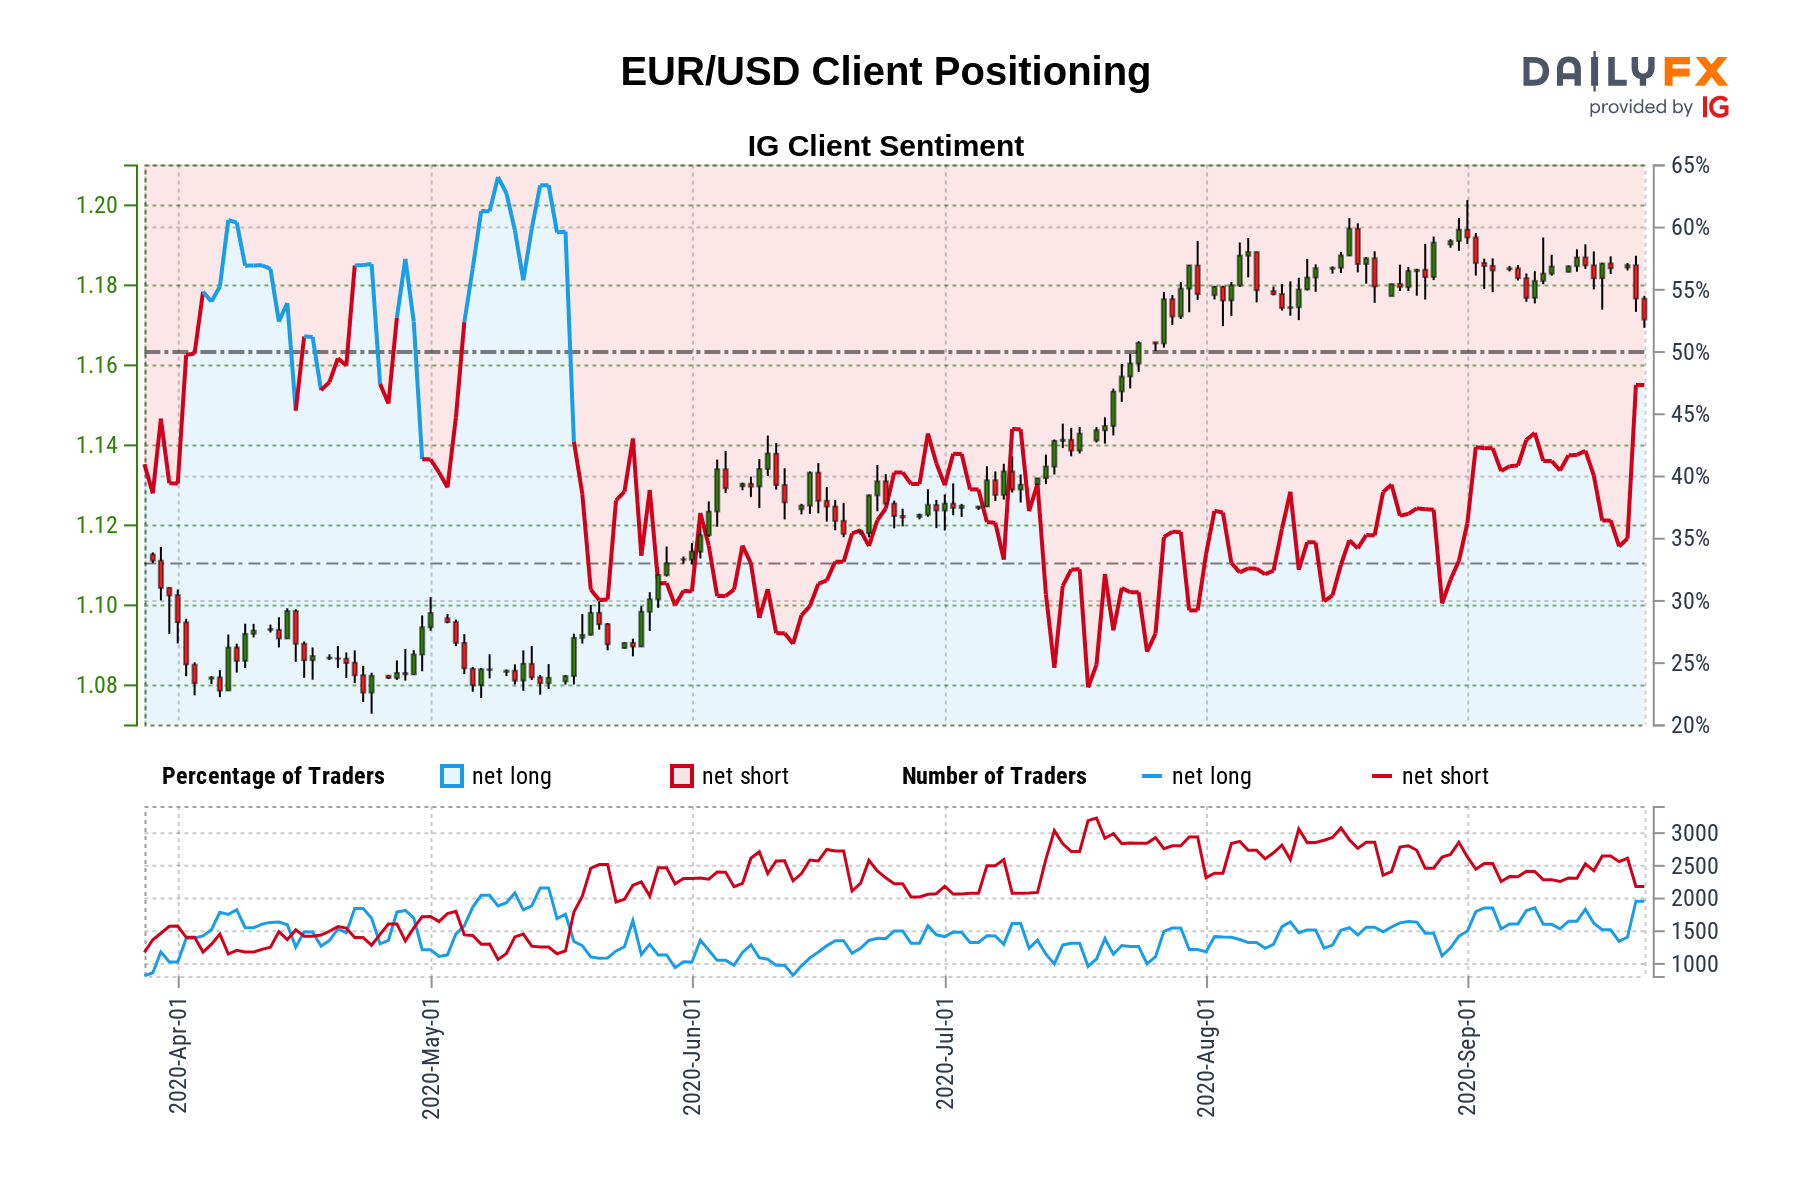 EUR/USD Client Positioning
DAILYFX
provided by IG
IG Client Sentiment
1.20
1.18
1.16
1.14
1.12
1.10
1.08
65%
60%
55%
50%
45%
40%
35%
30%
25%
20%
Percentage of Traders net long net short Number of Traders net long net short
3000
2500
2000
1500
1000
2020-Apr-01
2020-May-01
2020-Jun-01
2020-Jul-01
2020-Aug-01
2020-Sep-01